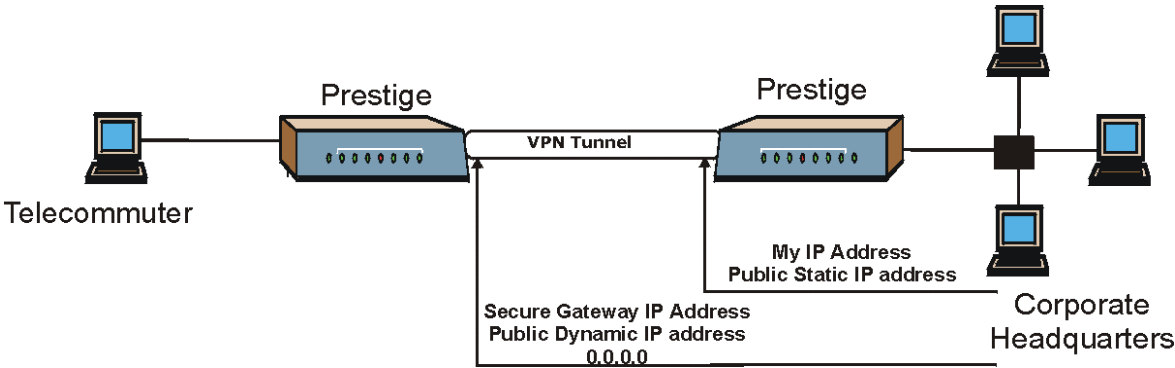 Prestige
Prestige
VPN Tunnel
Telecommuter
My IP Address
Public Static IP address
Secure Gateway IP Address
Public Dynamic IP address
0.0.0.0
Corporate
Headquarters